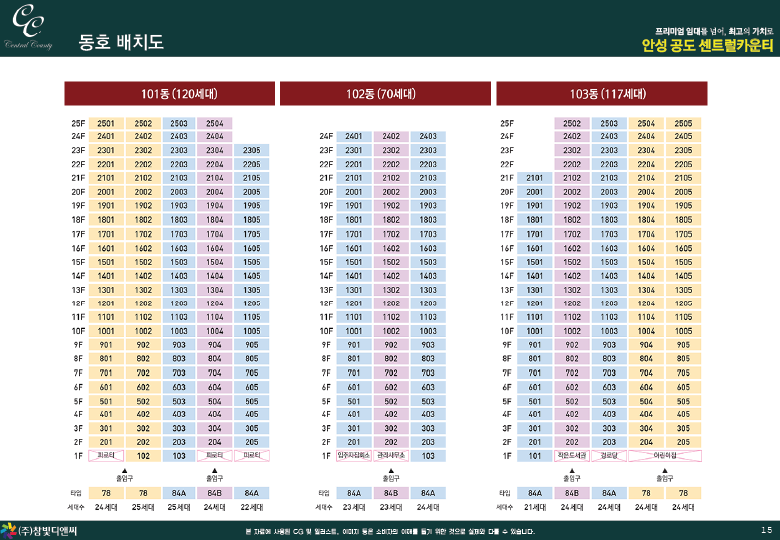 CC
Central County
동호 배치도
프리미엄 임대를 넘어, 최고의 가치로
안성 공도 센트럴카운티
101동 (120세대) 102동 (70세대) 103동 (117세대)
25F 2501 2502 2503 2504 25F 2502 2503 2504 2505
24F 2401 2402 2403 2404 24F 2401 2402 2403 24F 2402 2403 2404 2405
23F 2301 2302 2303 2304 2305 23F 2301 2302 2303 23F 2302 2303 2304 2305
22F 2201 2202 2203 2204 2205 22F 2201 2202 2203 22F 2202 2203 2204 2205
21F 2101 2102 2103 2104 2105 21F 2101 2102 2103 21F 2101 2102 2103 2104 2105
20F 2001 2002 2003 2004 2005 20F 2001 2002 2003 20F 2001 2002 2003 2004 2005
19F 1901 1902 1903 1904 1905 19F 1901 1902 1903 19F 1901 1902 1903 1904 1905
18F 1801 1802 1803 1804 1805 18F 1801 1802 1803 18F 1801 1802 1803 1804 1805
17F 1701 1702 1703 1704 1705 17F 1701 1702 1703 17F 1701 1702 1703 1704 1705
16F 1601 1602 1603 1604 1605 16F 1601 1602 1603 16F 1601 1602 1603 1604 1605
15F 1501 1502 1503 1504 1505 15F 1501 1502 1503 15F 1501 1502 1503 1504 1505
14F 1401 1402 1403 1404 1405 14F 1401 1402 1403 14F 1401 1402 1403 1404 1405
13F 1301 1302 1303 1304 1305 13F 1301 1302 1303 13F 1301 1302 1303 1304 1305
12F 1201 1202 1203 1204 1205 12F 1201 1202 1203 12F 1201 1202 1203 1204 1205
11F 1101 1102 1103 1104 1105 11F 1101 1102 1103 11F 1101 1102 1103 1104 1105
10F 1001 1002 1003 1004 1005 10F 1001 1002 1003 10F 1001 1002 1003 1004 1005
9F 901 902 903 904 905 9F 901 902 903 9F 901 902 903 904 905
8F 801 802 803 804 805 8F 801 802 803 8F 801 802 803 804 805
7F 701 702 703 704 705 7F 701 702 703 7F 701 702 703 704 705
6F 601 602 603 604 605 6F 601 602 603 6F 601 602 603 604 605
5F 501 502 503 504 505 5F 501 502 503 5F 501 502 503 504 505
4F 401 402 403 404 405 4F 401 402 403 4F 401 402 403 404 405
3F 301 302 303 304 305 3F 301 302 303 3F 301 302 303 304 305
2F 201 202 203 204 205 2F 201 202 203 2F 201 202 203 204 205
1F 피로티 102 103 피로티 피로티 1F 입주자집회소 관리사무소 103 1F 101 작은도서관 경로당 어린이집
출입구 출입구 출입구 출입구 출입구
타입 78 78 84A 84B 84A 타입 84A 84B 84A 타입 84A 84B 84A 78 78
세대수 24세대 25세대 25세대 24세대 22세대 세대수 23세대 23세대 24세대 세대수 21세대 24세대 24세대 24세대 24세대
(주)참빛디앤씨
본 자료에 사용된 CG 및 일러스트, 이미지 등은 소비자의 이해를 돕기 위한 것으로 실제와 다를 수 있습니다.
15